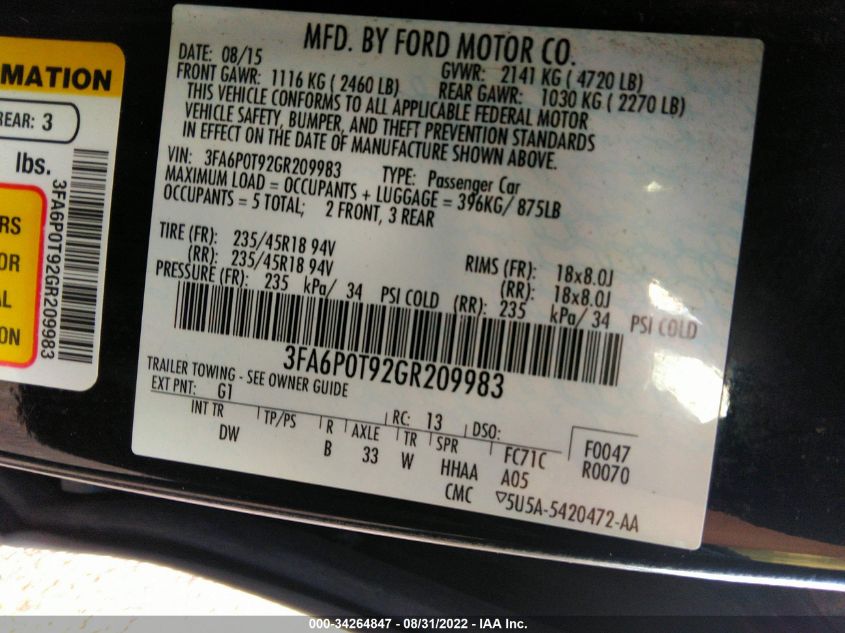 MATION
REAR: 3
lbs.
RS
OR
AL
ON
3FA6P0T92GR209983
MFD. BY FORD MOTOR CO.
DATE: 08/15 GVWR: 2141 KG ( 4720 LB)
FRONT GAWR: 1116 KG ( 2460 LB) REAR GAWR: 1030 KG ( 2270 LB)
THIS VEHICLE CONFORMS TO ALL APPLICABLE FEDERAL MOTOR
VEHICLE SAFETY, BUMPER, AND THEFT PREVENTION STANDARDS
IN EFFECT ON THE DATE OF MANUFACTURE SHOWN ABOVE.
VIN: 3FA6P0T92GR209983 TYPE: Passenger Car
MAXIMUM LOAD = OCCUPANTS + LUGGAGE = 396KG/ 875LB
OCCUPANTS = 5 TOTAL; 2 FRONT, 3 REAR
TIRE (FR): 235/45R18 94V RIMS (FR): 18x8.0J
(RR): 235/45R18 94V (RR): 18x8.0J
PRESSURE (FR): 235 kPa/ 34 PSI COLD (RR): 235 kPa/ 34 PSI COLD
3FA6P0T92GR209983
TRAILER TOWING - SEE OWNER GUIDE
EXT PNT: G1 RC: 13 DSO: F0047
INT TR TP/PS R AXLE TR SPR FC71C R0070
DW B 33 W HHAA A05
CMC ▽5U5A-5420472-AA
000-34264847 - 08/31/2022 - IAA Inc.